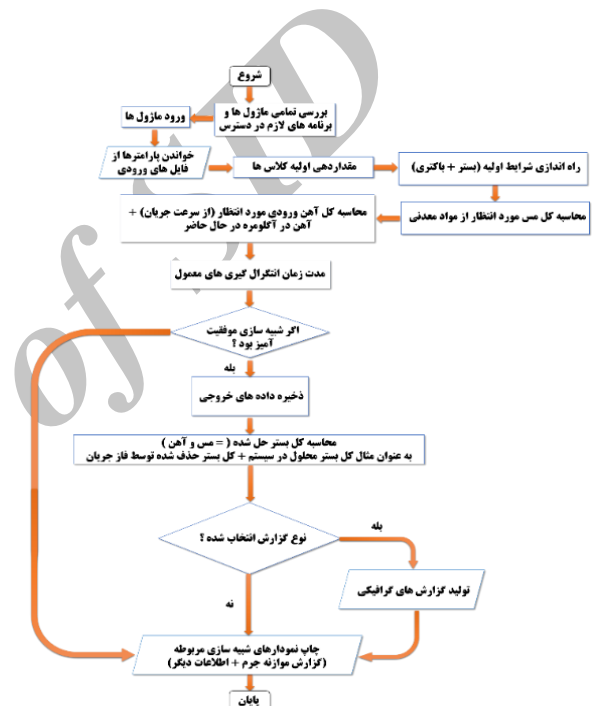 شروع
بررسی تمامی ماژول ها و
برنامه های لازم در دسترس
ورود ماژول ها
خواندن پارامترها از
فایل های ورودی
مقداردهی اولیه کلاس ها
راه اندازی شرایط اولیه (بستر + باکتری)
محاسبه کل مس مورد انتظار از مواد معدنی
محاسبه کل آهن ورودی مورد انتظار (از سرعت جریان) +
آهن در آگلومره در حال حاضر
مدت زمان انتگرال گیری های معمول
اگر شبیه سازی موفقیت
آمیز بود ؟
بله
ذخیره داده های خروجی
محاسبه کل بستر حل شده ( = مس و آهن )
به عنوان مثال کل بستر محلول در سیستم + کل بستر حذف شده توسط فاز جریان
نوع گزارش انتخاب شده ؟
بله
تولید گزارش های گرافیکی
نه
چاپ نمودارهای شبیه سازی مربوطه
(گزارش موازنه جرم + اطلاعات دیگر)
پایان
of SID